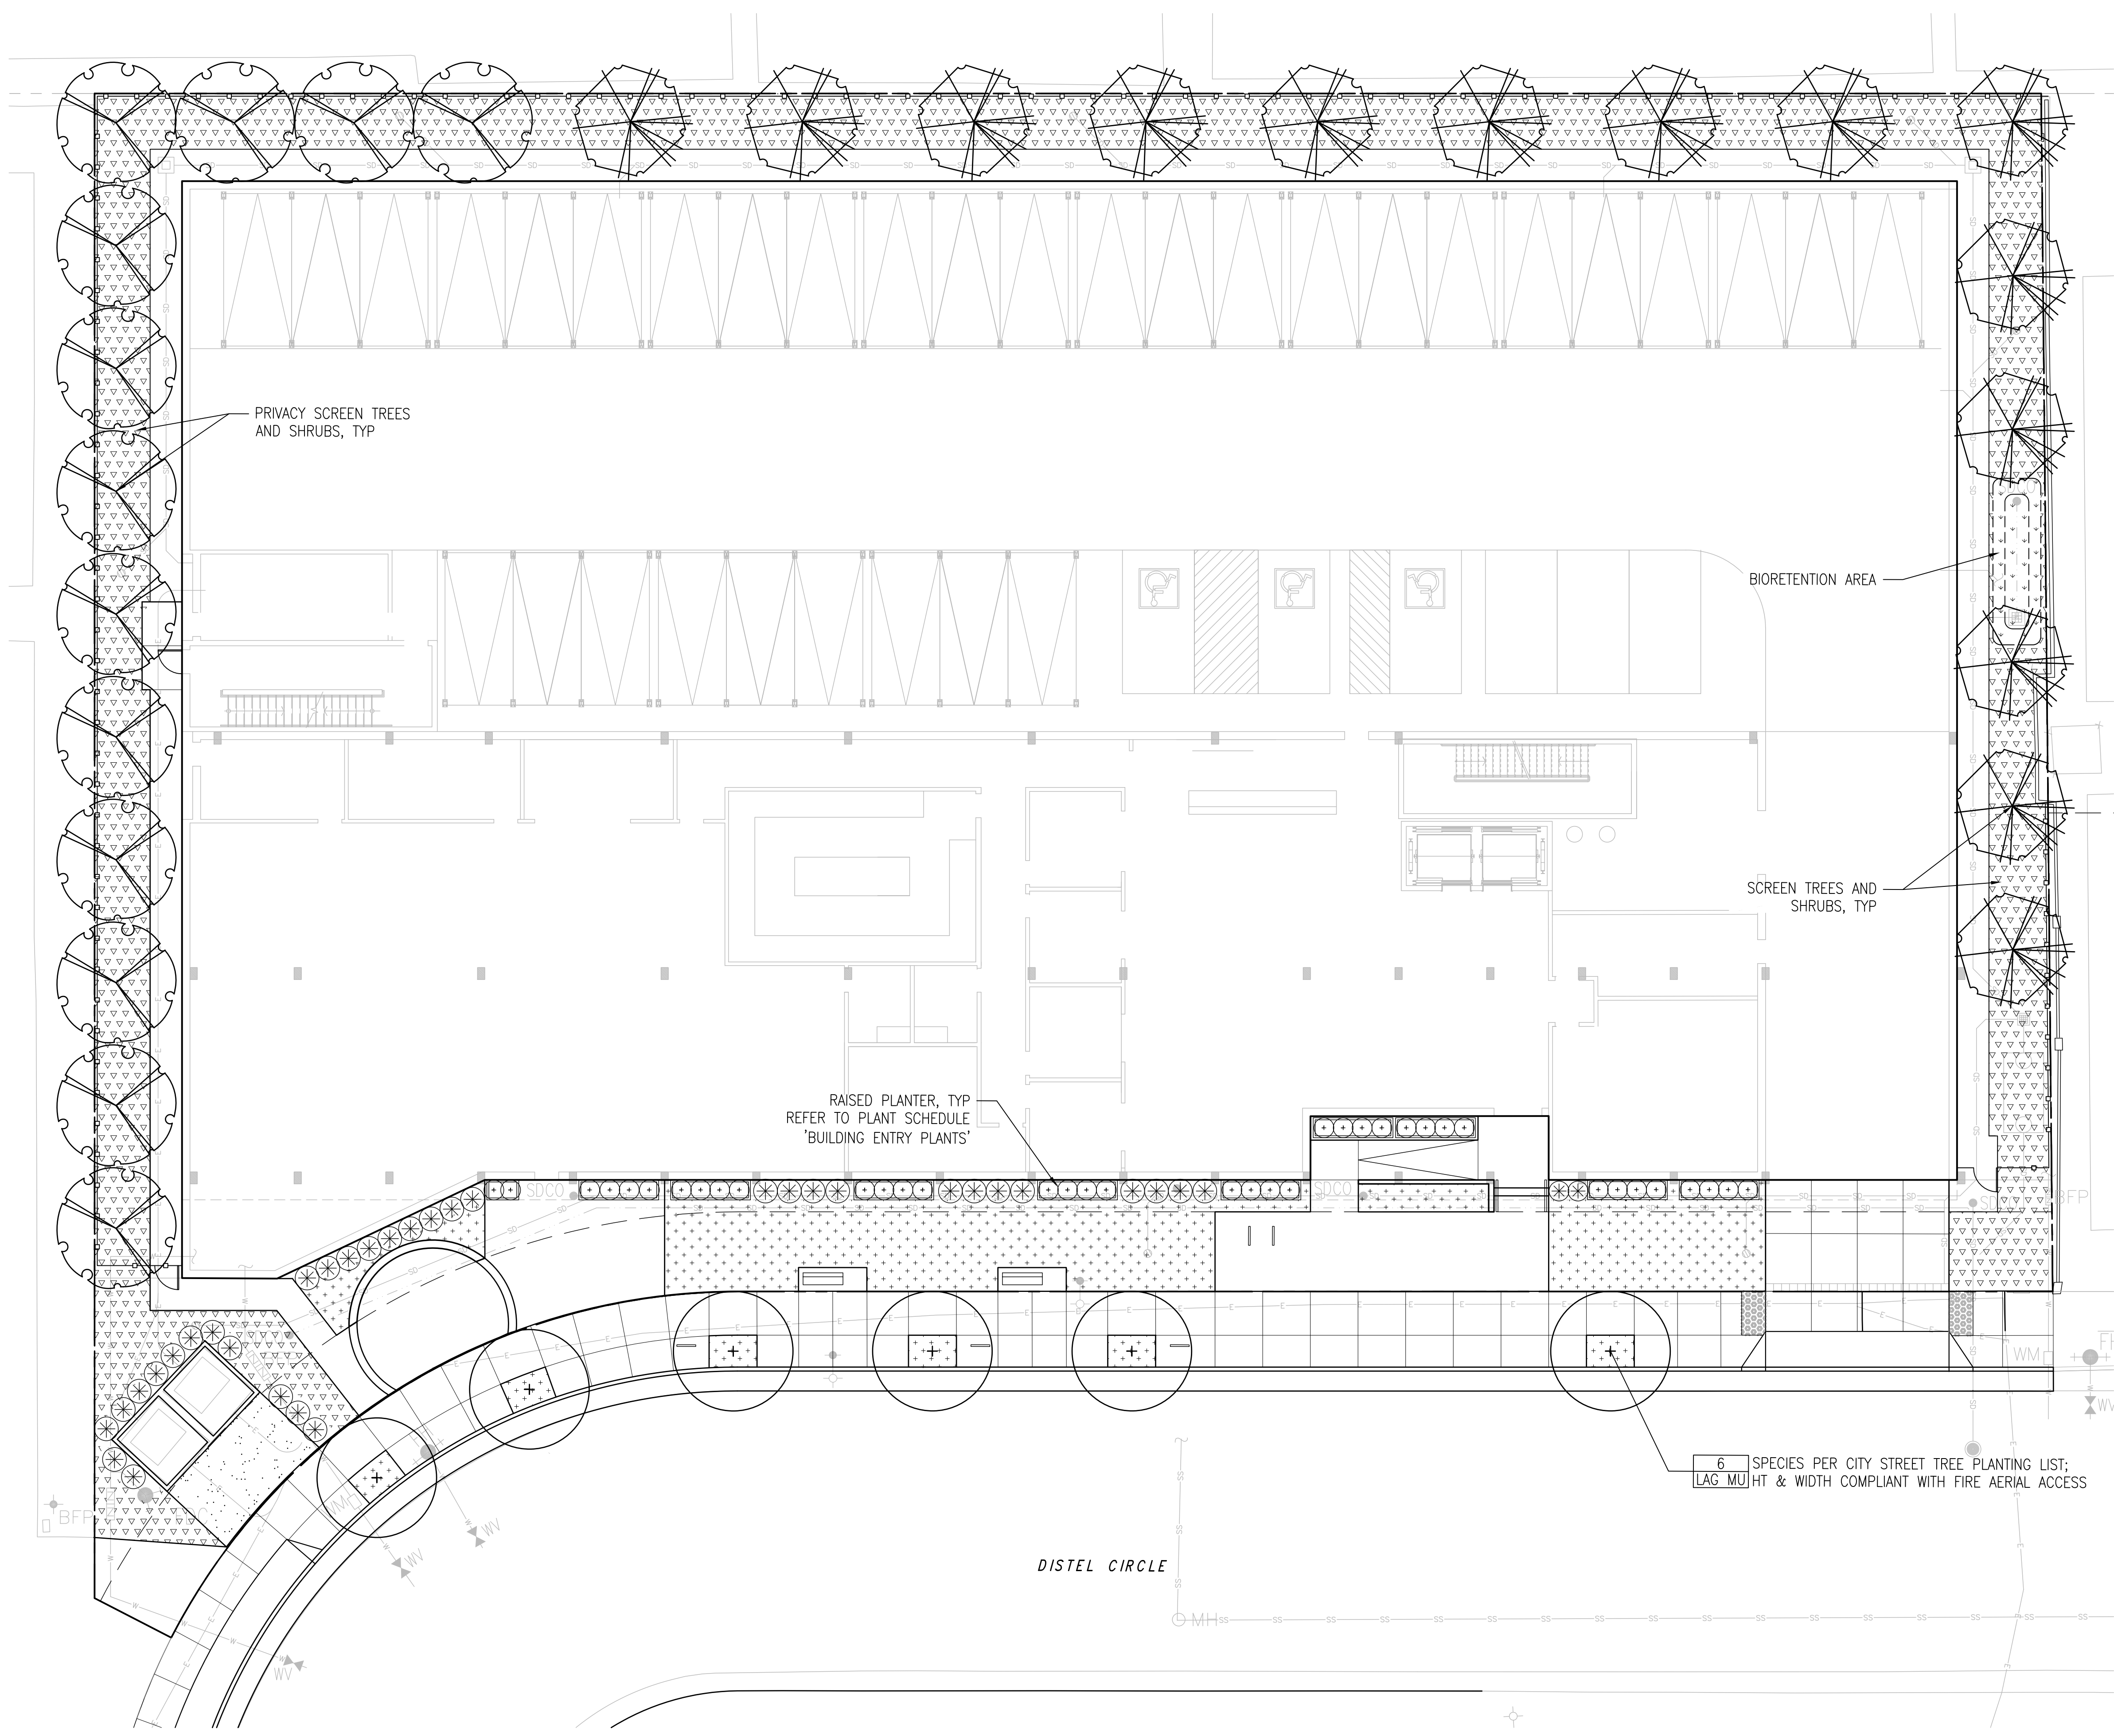 PRIVACY SCREEN TREES
AND SHRUBS, TYP
BIORETENTION AREA
SCREEN TREES AND
SHRUBS, TYP
RAISED PLANTER, TYP
REFER TO PLANT SCHEDULE
'BUILDING ENTRY PLANTS'
SDCO
SDCO
BFP
WM
WV
6
LAG MU
SPECIES PER CITY STREET TREE PLANTING LIST;
HT & WIDTH COMPLIANT WITH FIRE AERIAL ACCESS
BFP
WV
WV
DISTEL CIRCLE
MH
WV